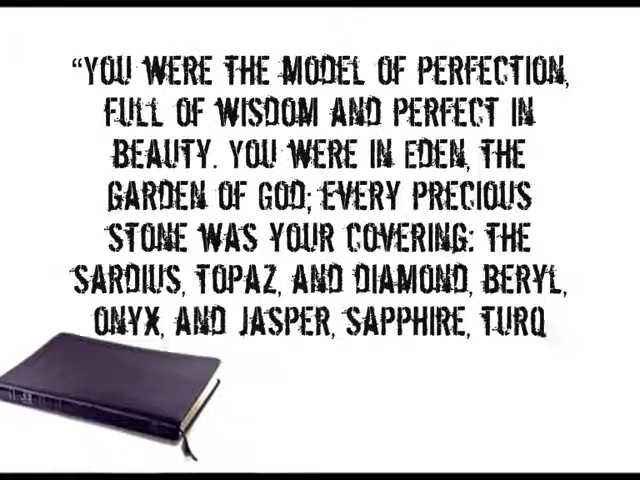 “YOU WERE THE MODEL OF PERFECTION,
FULL OF WISDOM AND PERFECT IN
BEAUTY. YOU WERE IN EDEN, THE
GARDEN OF GOD; EVERY PRECIOUS
STONE WAS YOUR COVERING: THE
SARDIUS, TOPAZ, AND DIAMOND, BERYL,
ONYX, AND JASPER, SAPPHIRE, TURQ